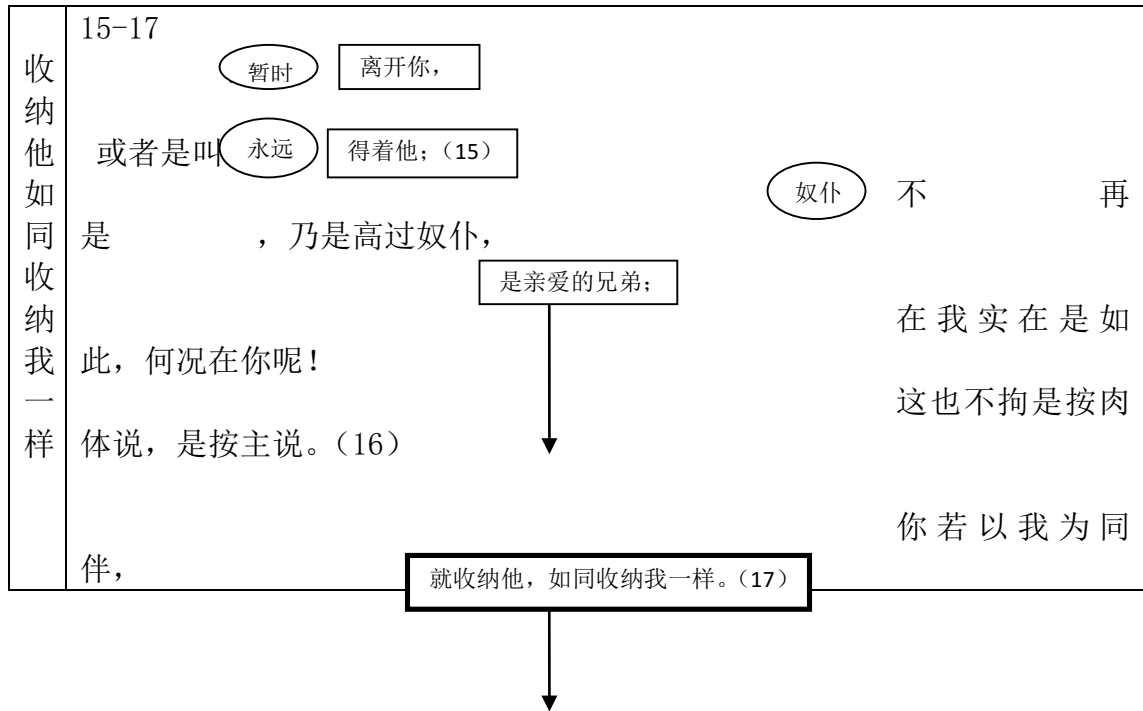 收纳他如同收纳我一样
15-17
暂时 离开你，
或者是叫 永远 得着他；（15）
奴仆 不 再
是 ，乃是高过奴仆，
是亲爱的兄弟；
在我实在是如
此，何况在你呢！
这也不拘是按肉
体说，是按主说。（16）
你若以我为同
伴，
就收纳他，如同收纳我一样。（17）